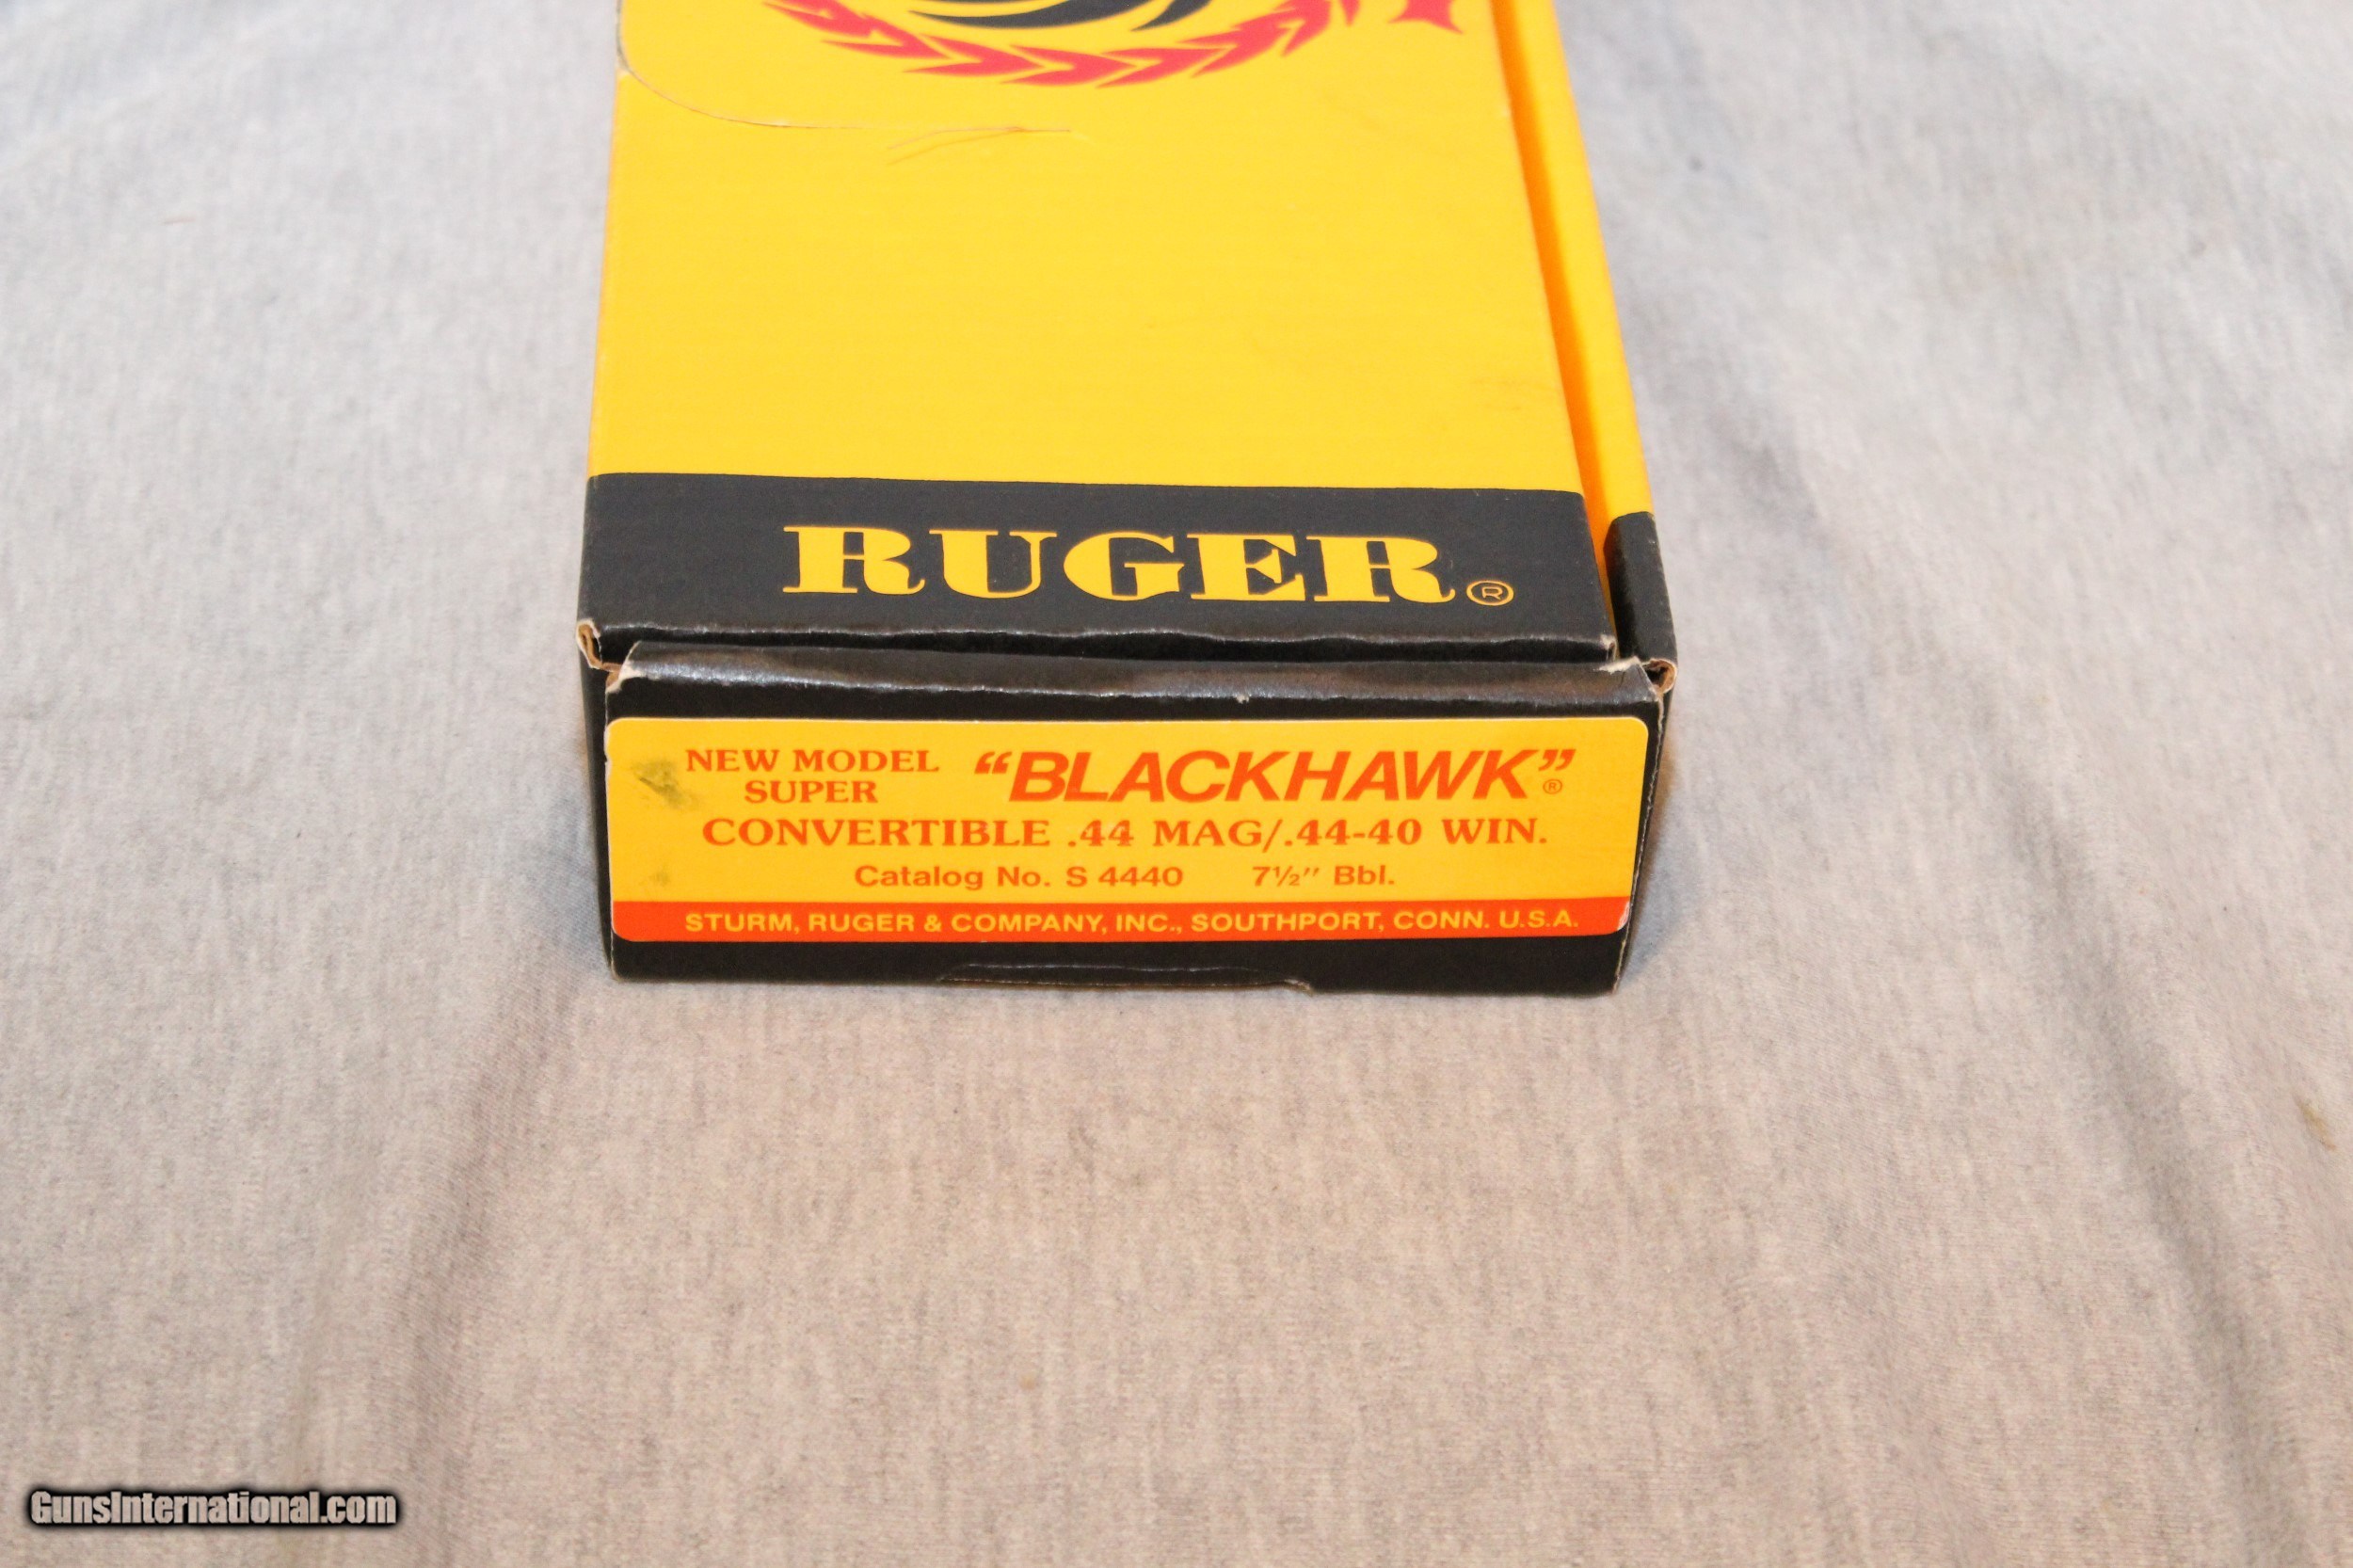 RUGER®
NEW MODEL SUPER "BLACKHAWK"®
CONVERTIBLE .44 MAG/.44-40 WIN.
Catalog No. S 4440 7½" Bbl.
STURM, RUGER & COMPANY, INC., SOUTHPORT, CONN. U.S.A.
GunsInternational.com